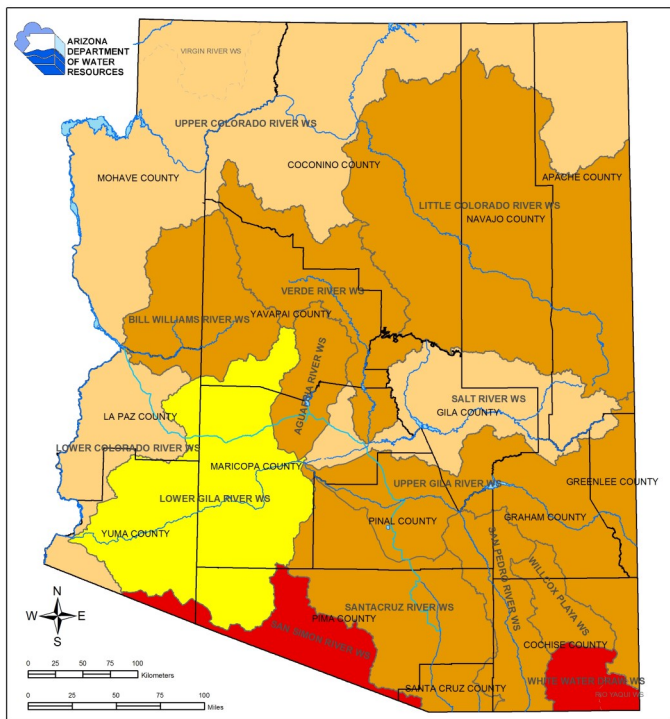 ARIZONA
DEPARTMENT
OF WATER
RESOURCES
VIRGIN RIVER WS
UPPER COLORADO RIVER WS
COCONINO COUNTY
MOHAVE COUNTY
APACHE COUNTY
LITTLE COLORADO RIVER WS
NAVAJO COUNTY
VERDE RIVER WS
YAVAPAI COUNTY
BILL WILLIAMS RIVER WS
AGUA FRIA RIVER WS
SALT RIVER WS
GILA COUNTY
LA PAZ COUNTY
LOWER COLORADO RIVER WS
MARICOPA COUNTY
UPPER GILA RIVER WS
GREENLEE COUNTY
LOWER GILA RIVER WS
PINAL COUNTY
GRAHAM COUNTY
YUMA COUNTY
SAN PEDRO RIVER WS
WILLCOX PLAYA WS
N
W E
S
SANTACRUZ RIVER WS
PIMA COUNTY
SAN SIMON RIVER WS
COCHISE COUNTY
WHITE WATER DRAW WS
SANTA CRUZ COUNTY
RIO YAQUI WS
0 25 50 75 100
Kilometers
0 25 50 75 100
Miles